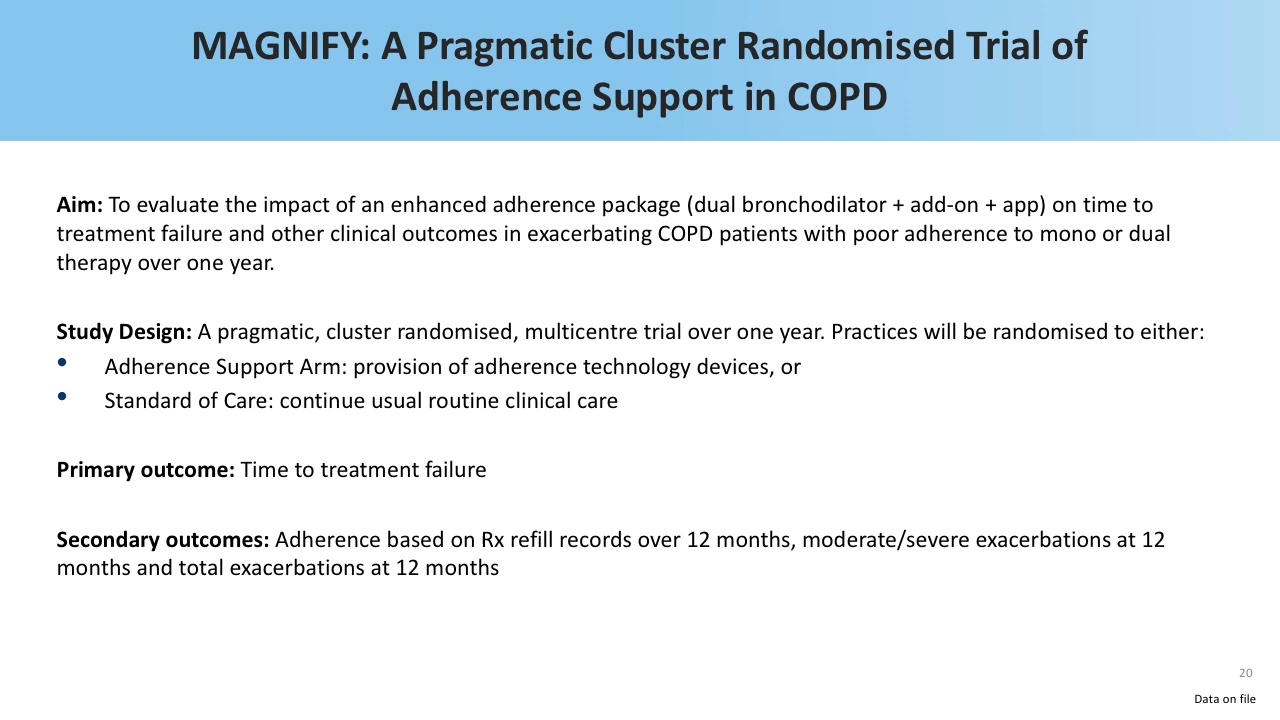 MAGNIFY: A Pragmatic Cluster Randomised Trial of
Adherence Support in COPD
Aim: To evaluate the impact of an enhanced adherence package (dual bronchodilator + add-on + app) on time to
treatment failure and other clinical outcomes in exacerbating COPD patients with poor adherence to mono or dual
therapy over one year.
Study Design: A pragmatic, cluster randomised, multicentre trial over one year. Practices will be randomised to either:
• Adherence Support Arm: provision of adherence technology devices, or
• Standard of Care: continue usual routine clinical care
Primary outcome: Time to treatment failure
Secondary outcomes: Adherence based on Rx refill records over 12 months, moderate/severe exacerbations at 12
months and total exacerbations at 12 months
20
Data on file